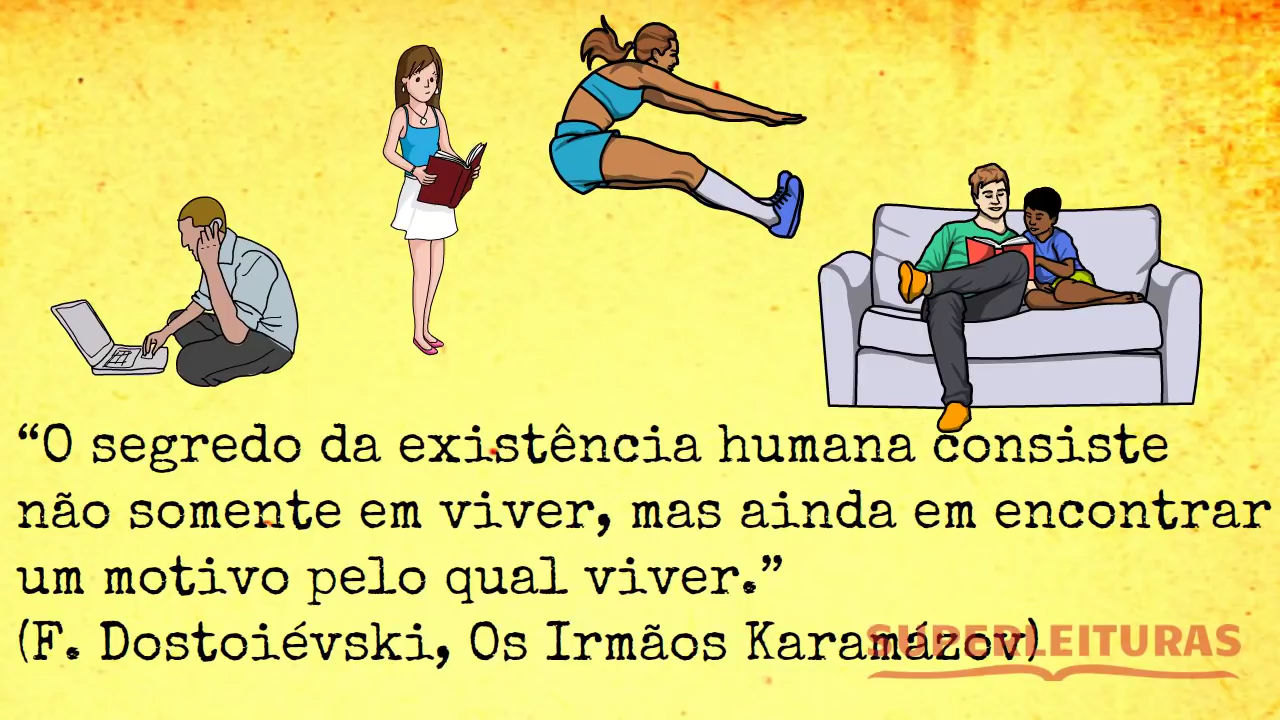 “O segredo da existência humana consiste
não somente em viver, mas ainda em encontrar
um motivo pelo qual viver.”
(F. Dostoiévski, Os Irmãos Karamázov)
SUPERLEITURAS